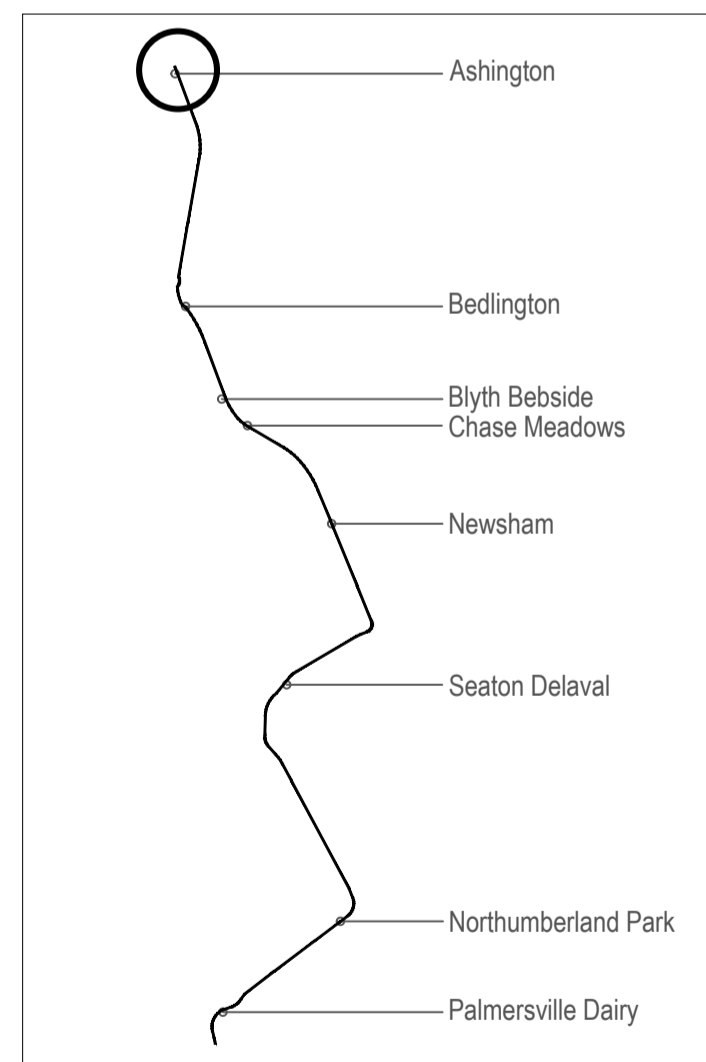 Ashington
Bedlington
Blyth Bebside
Chase Meadows
Newsham
Seaton Delaval
Northumberland Park
Palmersville Dairy